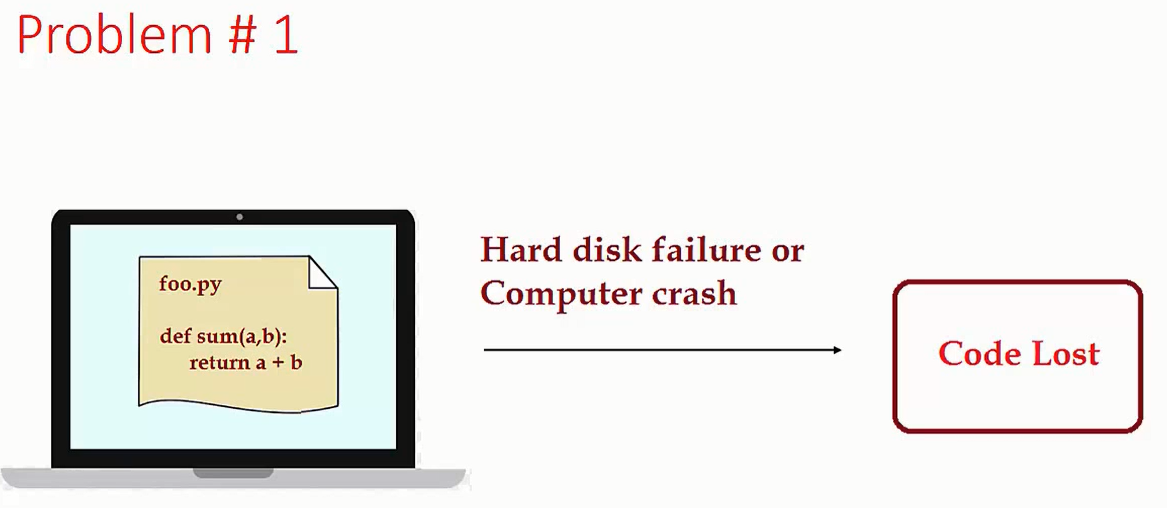 Problem # 1
foo.py
def sum(a,b):
return a + b
Hard disk failure or
Computer crash
Code Lost